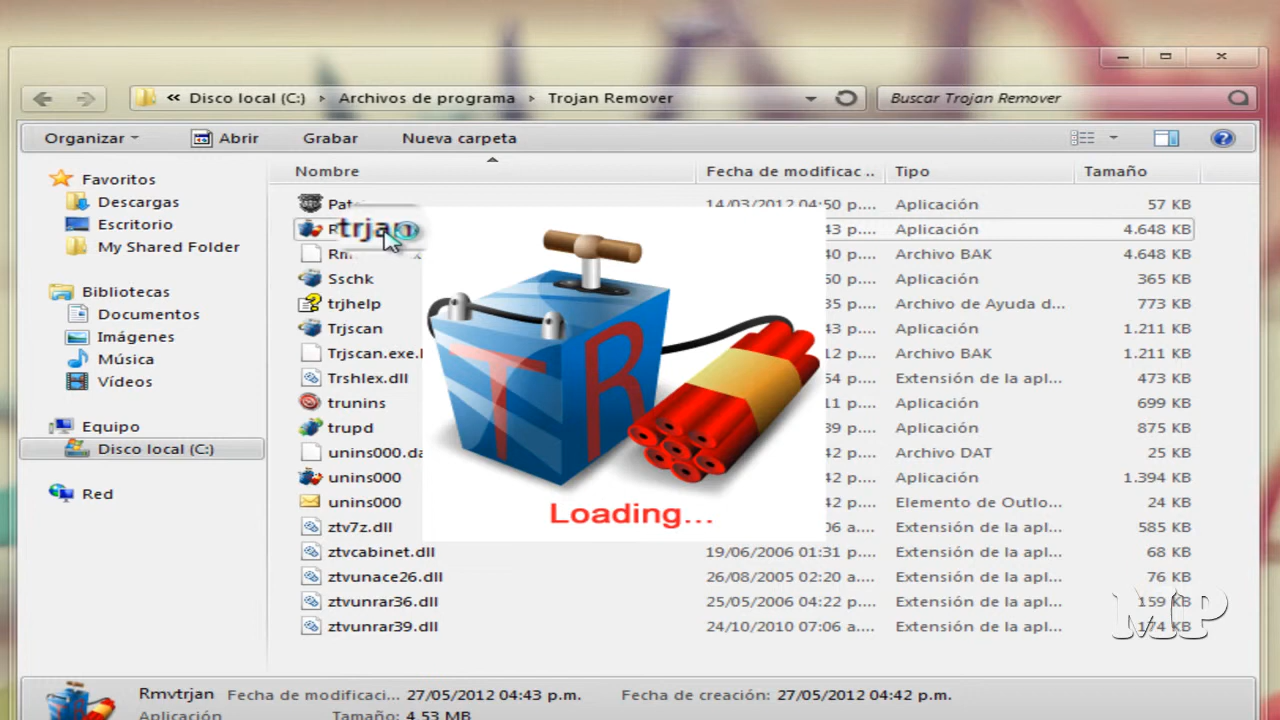 Disco local (C:) Archivos de programa Trojan Remover
Buscar Trojan Remover
Organizar Abrir Grabar Nueva carpeta
Nombre Fecha de modificac .. Tipo Tamaño
Favoritos
Descargas
Escritorio
My Shared Folder
Bibliotecas
Documentos
Imágenes
Música
Vídeos
Equipo
Disco local (C:)
Red
14/03/2012 04:50 p.... Aplicación 57 KB
trjan 43 p.... Aplicación 4.648 KB
40 p.... Archivo BAK 4.648 KB
Sschk 35 p.... Aplicación 365 KB
trjhelp 35 p.... Archivo de Ayuda d... 773 KB
Trjscan 43 p.... Aplicación 1.211 KB
Trjscan.exe. 12 p.... Archivo BAK 1.211 KB
Trshlex.dll 54 p.... Extensión de la apl... 473 KB
trunins 11 p.... Aplicación 699 KB
trupd 39 p.... Aplicación 875 KB
unins000.da 42 p.... Archivo DAT 25 KB
unins000 42 p.... Aplicación 1.394 KB
unins000 42 p.... Elemento de Outlo... 24 KB
ztv7z.dll 06 a.... Extensión de la apl... 585 KB
ztvcabinet.dll 19/06/2006 01:31 p.... Extensión de la apl... 68 KB
ztvunace26.dll 26/08/2005 02:20 a.... Extensión de la apl... 76 KB
ztvunrar36.dll 25/05/2006 04:22 p.... Extensión de la apl... 159 KB
ztvunrar39.dll 24/10/2010 07:06 a.... Extensión de la apl... 174 KB
T R
Loading...
MP
Rmvtrjan Fecha de modificaci... 27/05/2012 04:43 p.m. Fecha de creación: 27/05/2012 04:42 p.m.
Aplicación Tamaño: 4,53 MB